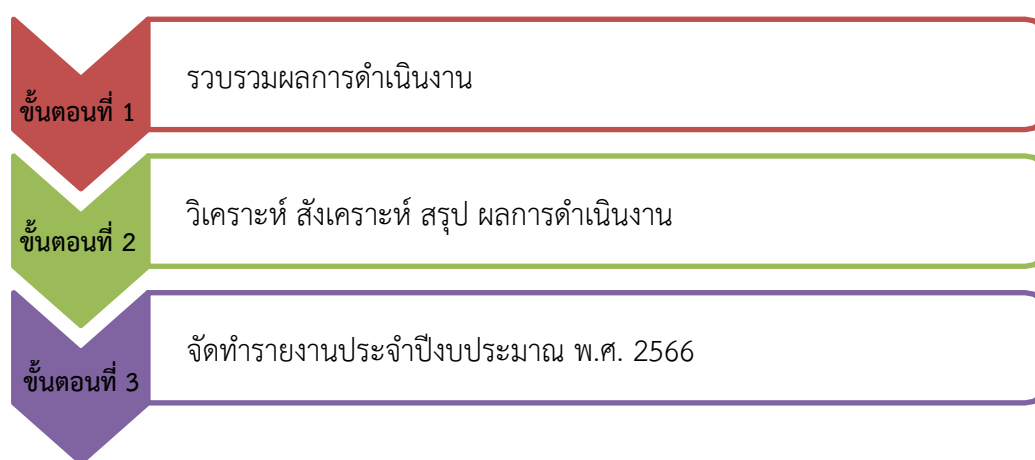 ขั้นตอนที่ 1
รวบรวมผลการดำเนินงาน
ขั้นตอนที่ 2
วิเคราะห์ สังเคราะห์ สรุป ผลการดำเนินงาน
ขั้นตอนที่ 3
จัดทำรายงานประจำปีงบประมาณ พ.ศ. 2566